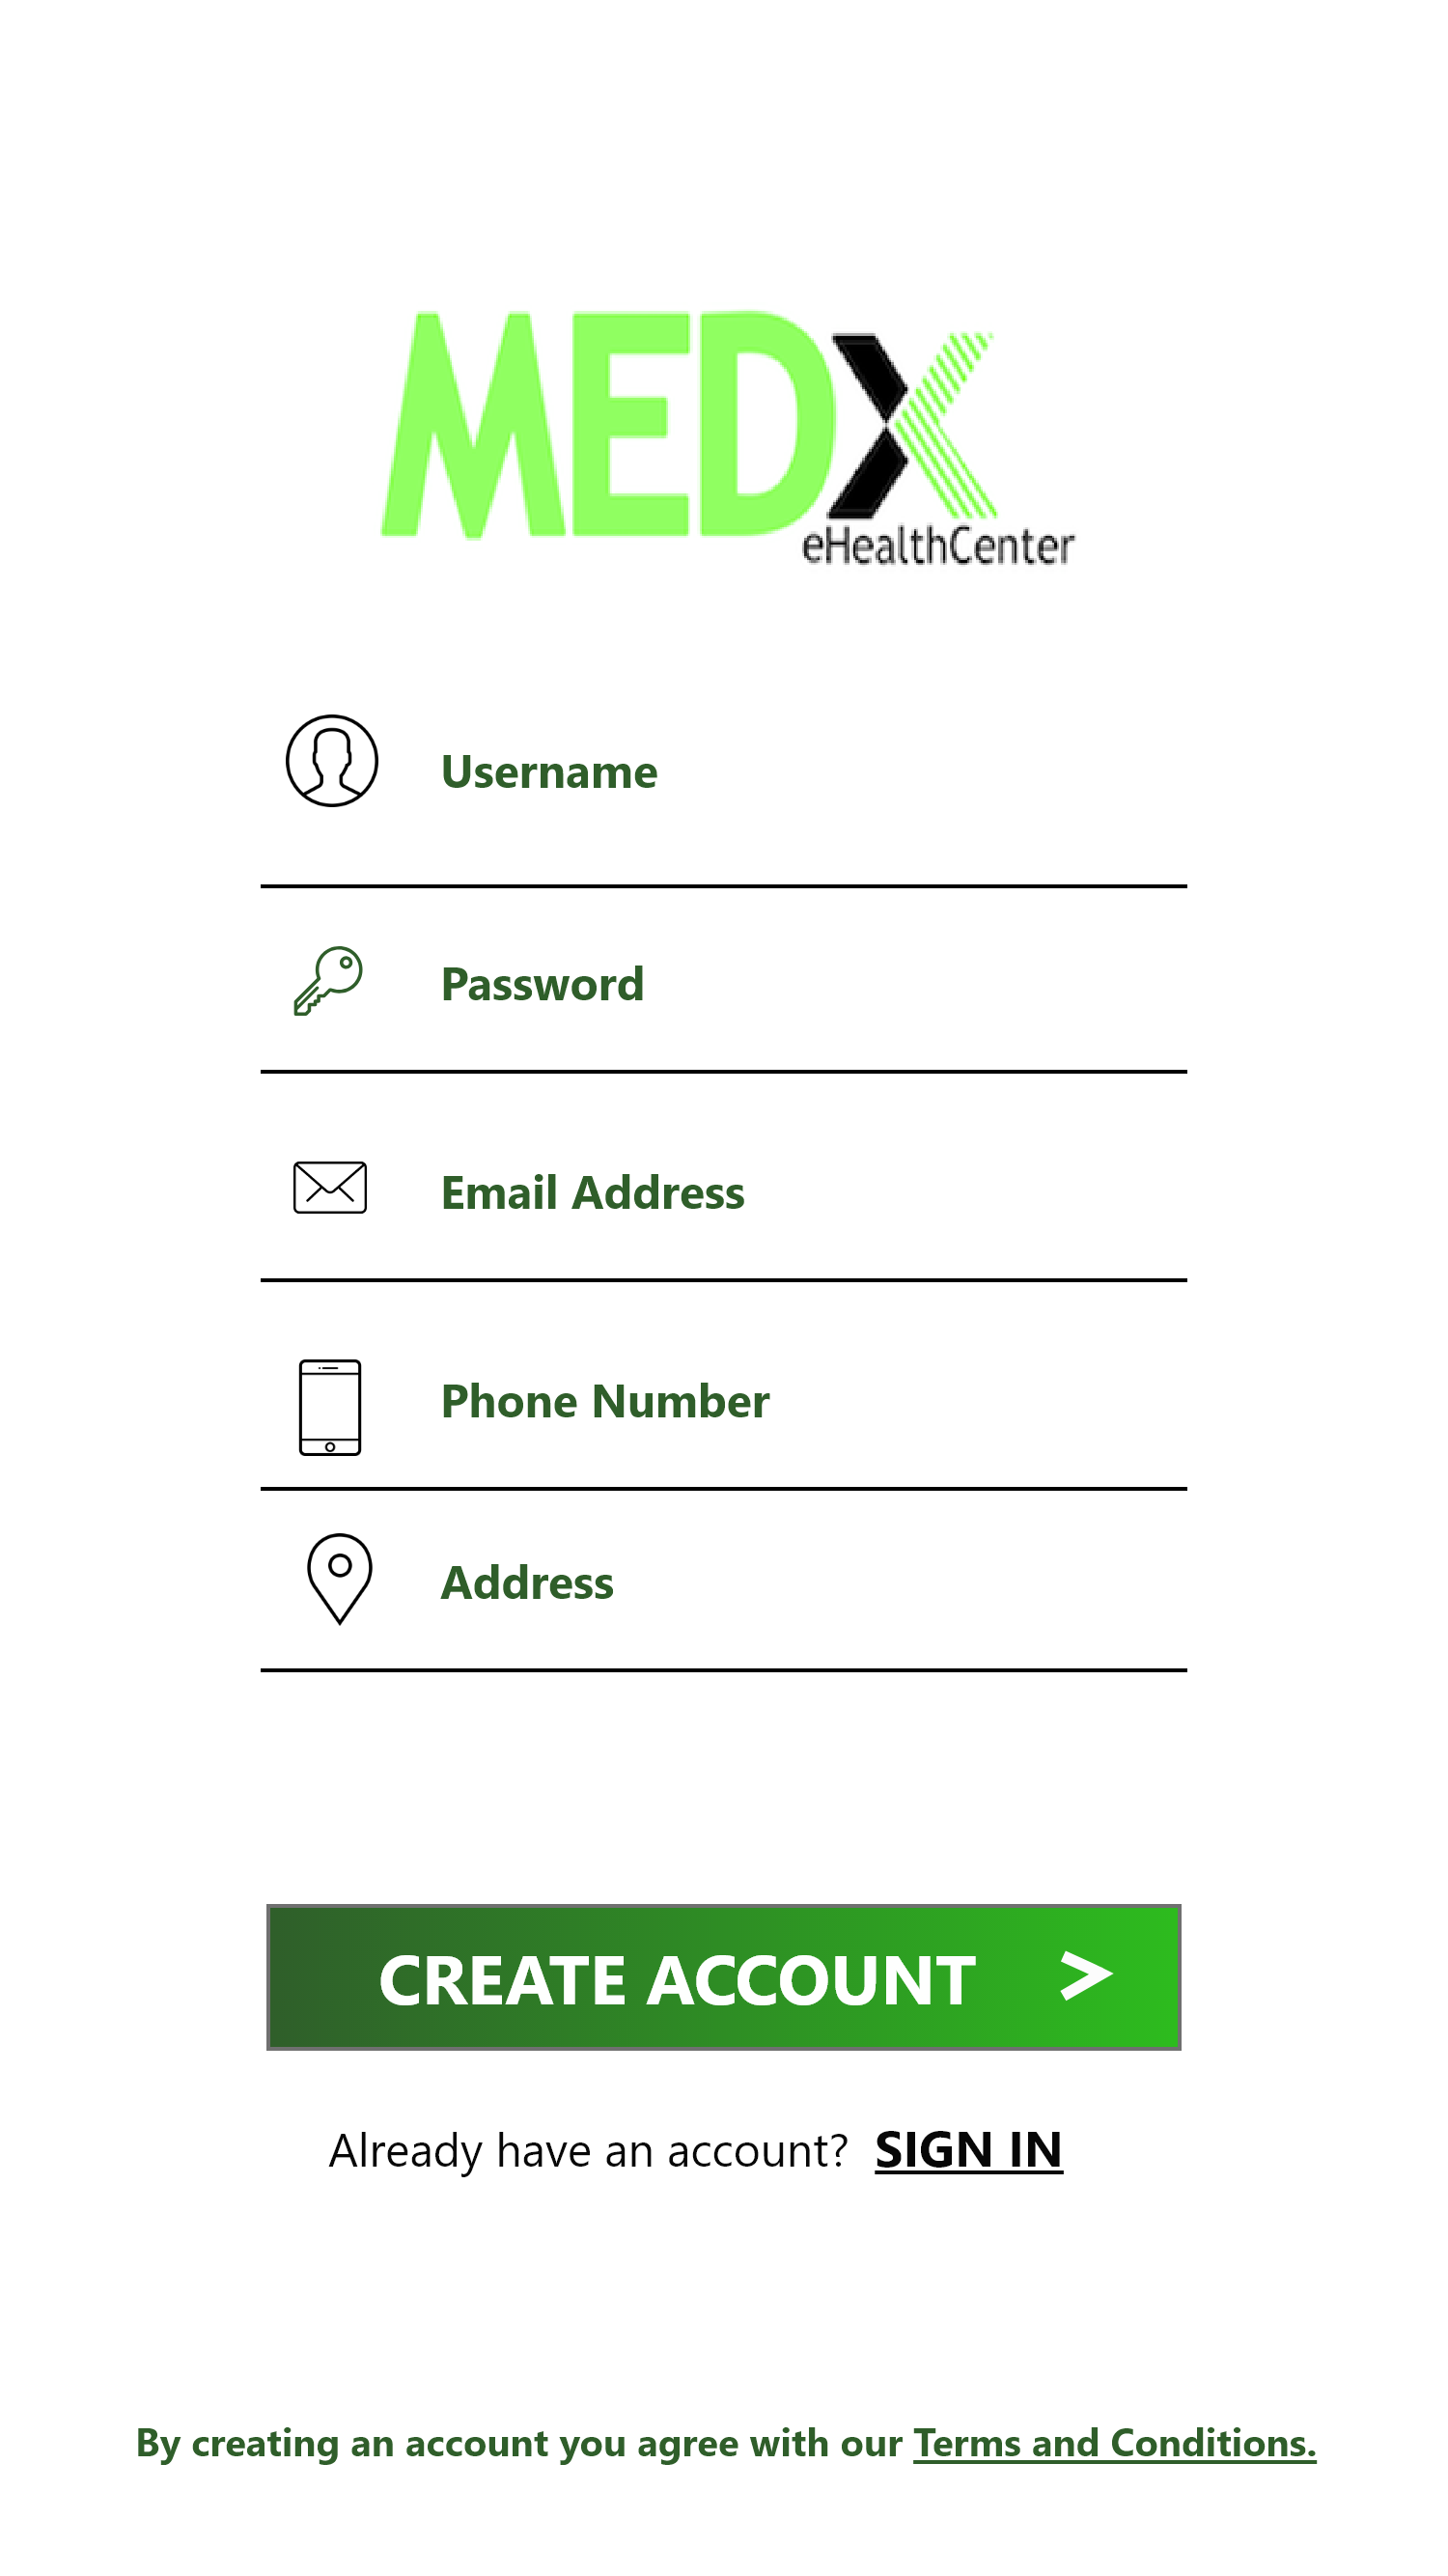 MEDX
eHealthCenter
Username
Password
Email Address
Phone Number
Address
CREATE ACCOUNT >
Already have an account? SIGN IN
By creating an account you agree with our Terms and Conditions.